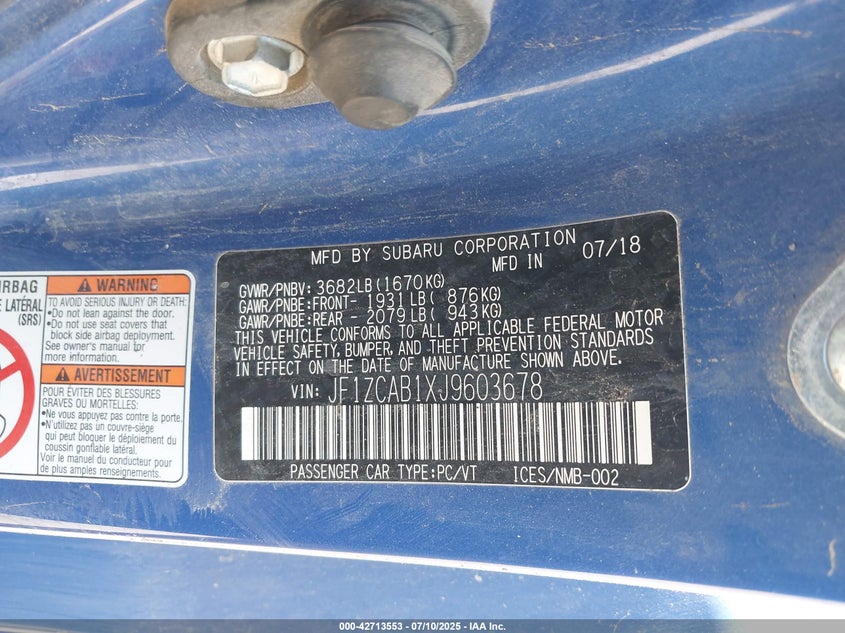 MFD BY SUBARU CORPORATION
MFD IN 07/18
GVWR/PNBV: 3682LB(1670KG)
GAWR/PNBE:FRONT- 1931LB( 876KG)
GAWR/PNBE:REAR - 2079LB( 943KG)
THIS VEHICLE CONFORMS TO ALL APPLICABLE FEDERAL MOTOR
VEHICLE SAFETY, BUMPER, AND THEFT PREVENTION STANDARDS
IN EFFECT ON THE DATE OF MANUFACTURE SHOWN ABOVE.
VIN: JF1ZCAB1XJ9603678
PASSENGER CAR TYPE:PC/VT ICES/NMB-002
IRBAG
E LATÉRAL
(SRS)
WARNING
TO AVOID SERIOUS INJURY OR DEATH:
•Do not lean against the door.
•Do not use seat covers that
block side airbag deployment.
See owner's manual for
more information.
AVERTISSEMENT
POUR ÉVITER DES BLESSURES
GRAVES OU MORTELLES:
•Ne vous appuyez pas contre la porte.
•N'utilisez pas un couvre-siège
qui peut bloquer le déploiement du
coussin gonflable latéral.
Voir le manuel du conducteur pour
de plus amples renseignements.
000-42713553 - 07/10/2025 - IAA Inc.